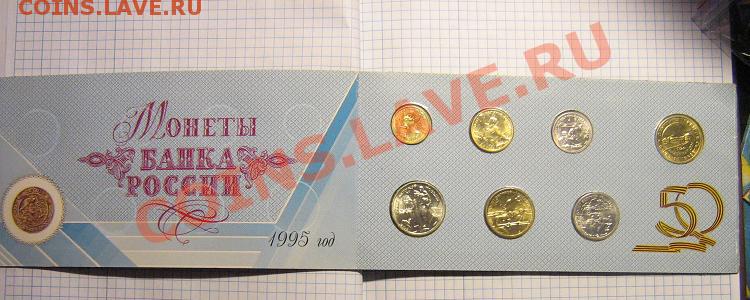 COINS.LAVE.RU
COINS.LAVE.RU
Монеты
БАНКА
РОССИИ
1995 год
50